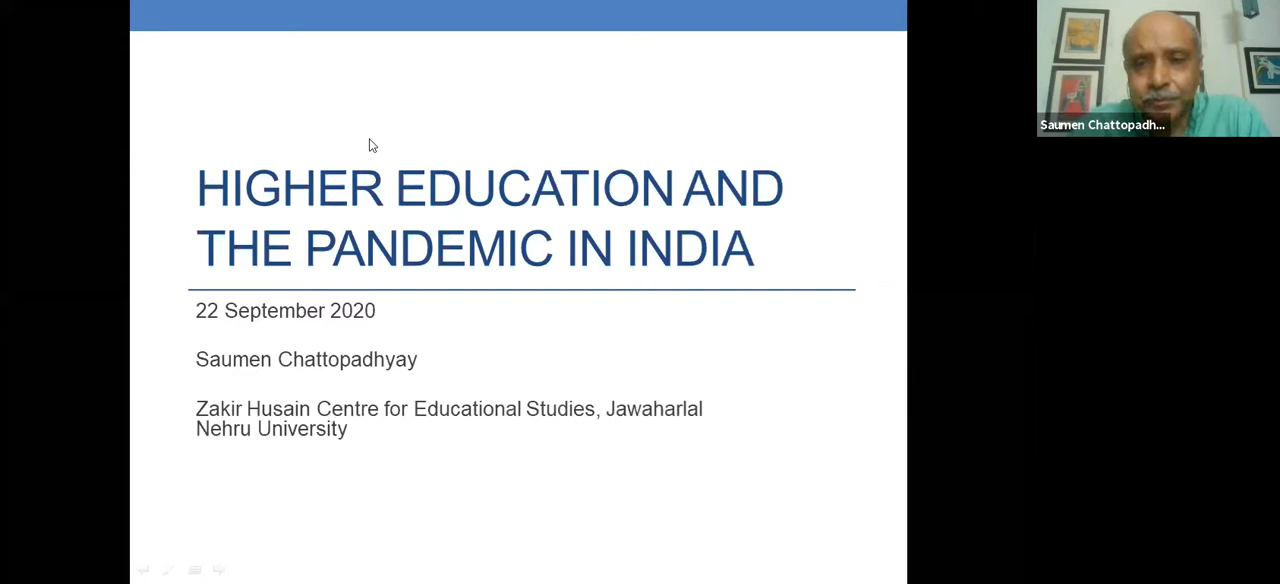 HIGHER EDUCATION AND
THE PANDEMIC IN INDIA
22 September 2020
Saumen Chattopadhyay
Zakir Husain Centre for Educational Studies, Jawaharlal
Nehru University
Saumen Chattopadh...